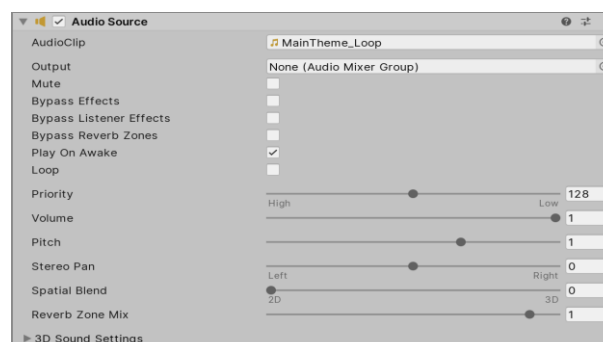 Audio Source
AudioClip MainTheme_Loop
Output None (Audio Mixer Group)
Mute
Bypass Effects
Bypass Listener Effects
Bypass Reverb Zones
Play On Awake
Loop
Priority 128
High Low
Volume 1
Pitch 1
Stereo Pan 0
Left Right
Spatial Blend 0
2D 3D
Reverb Zone Mix 1
3D Sound Settings